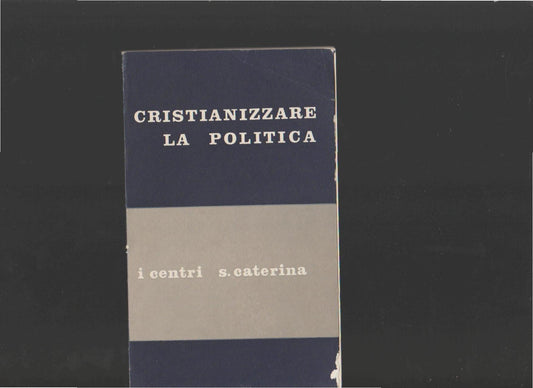 CRISTIANIZZARE
LA POLITICA
i centri s.caterina